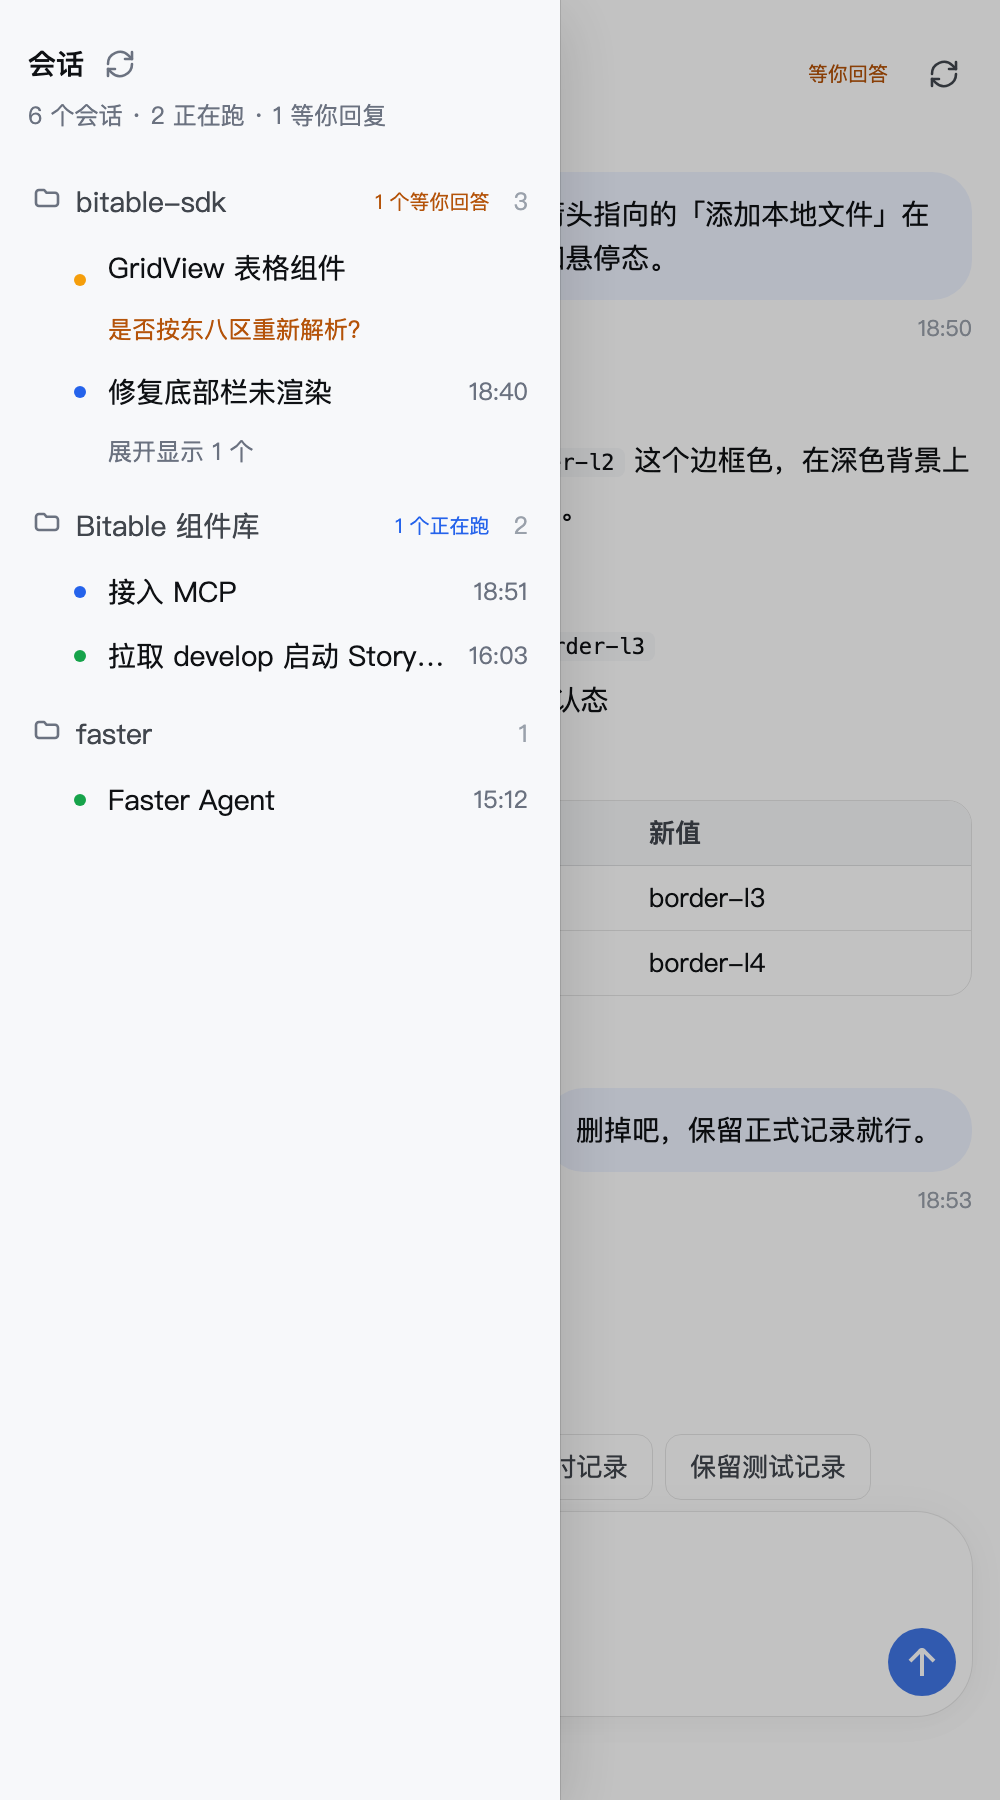 会话
6 个会话 · 2 正在跑 · 1 等你回复
bitable-sdk 1 个等你回答 3
GridView 表格组件
是否按东八区重新解析?
修复底部栏未渲染 18:40
展开显示 1 个
Bitable 组件库 1 个正在跑 2
接入 MCP 18:51
拉取 develop 启动 Story... 16:03
faster 1
Faster Agent 15:12
等你回答
头指向的「添加本地文件」在
悬停态。
18:50
r-l2 这个边框色，在深色背景上
。
rder-l3
认态
新值
border-l3
border-l4
删掉吧，保留正式记录就行。
18:53
时记录
保留测试记录